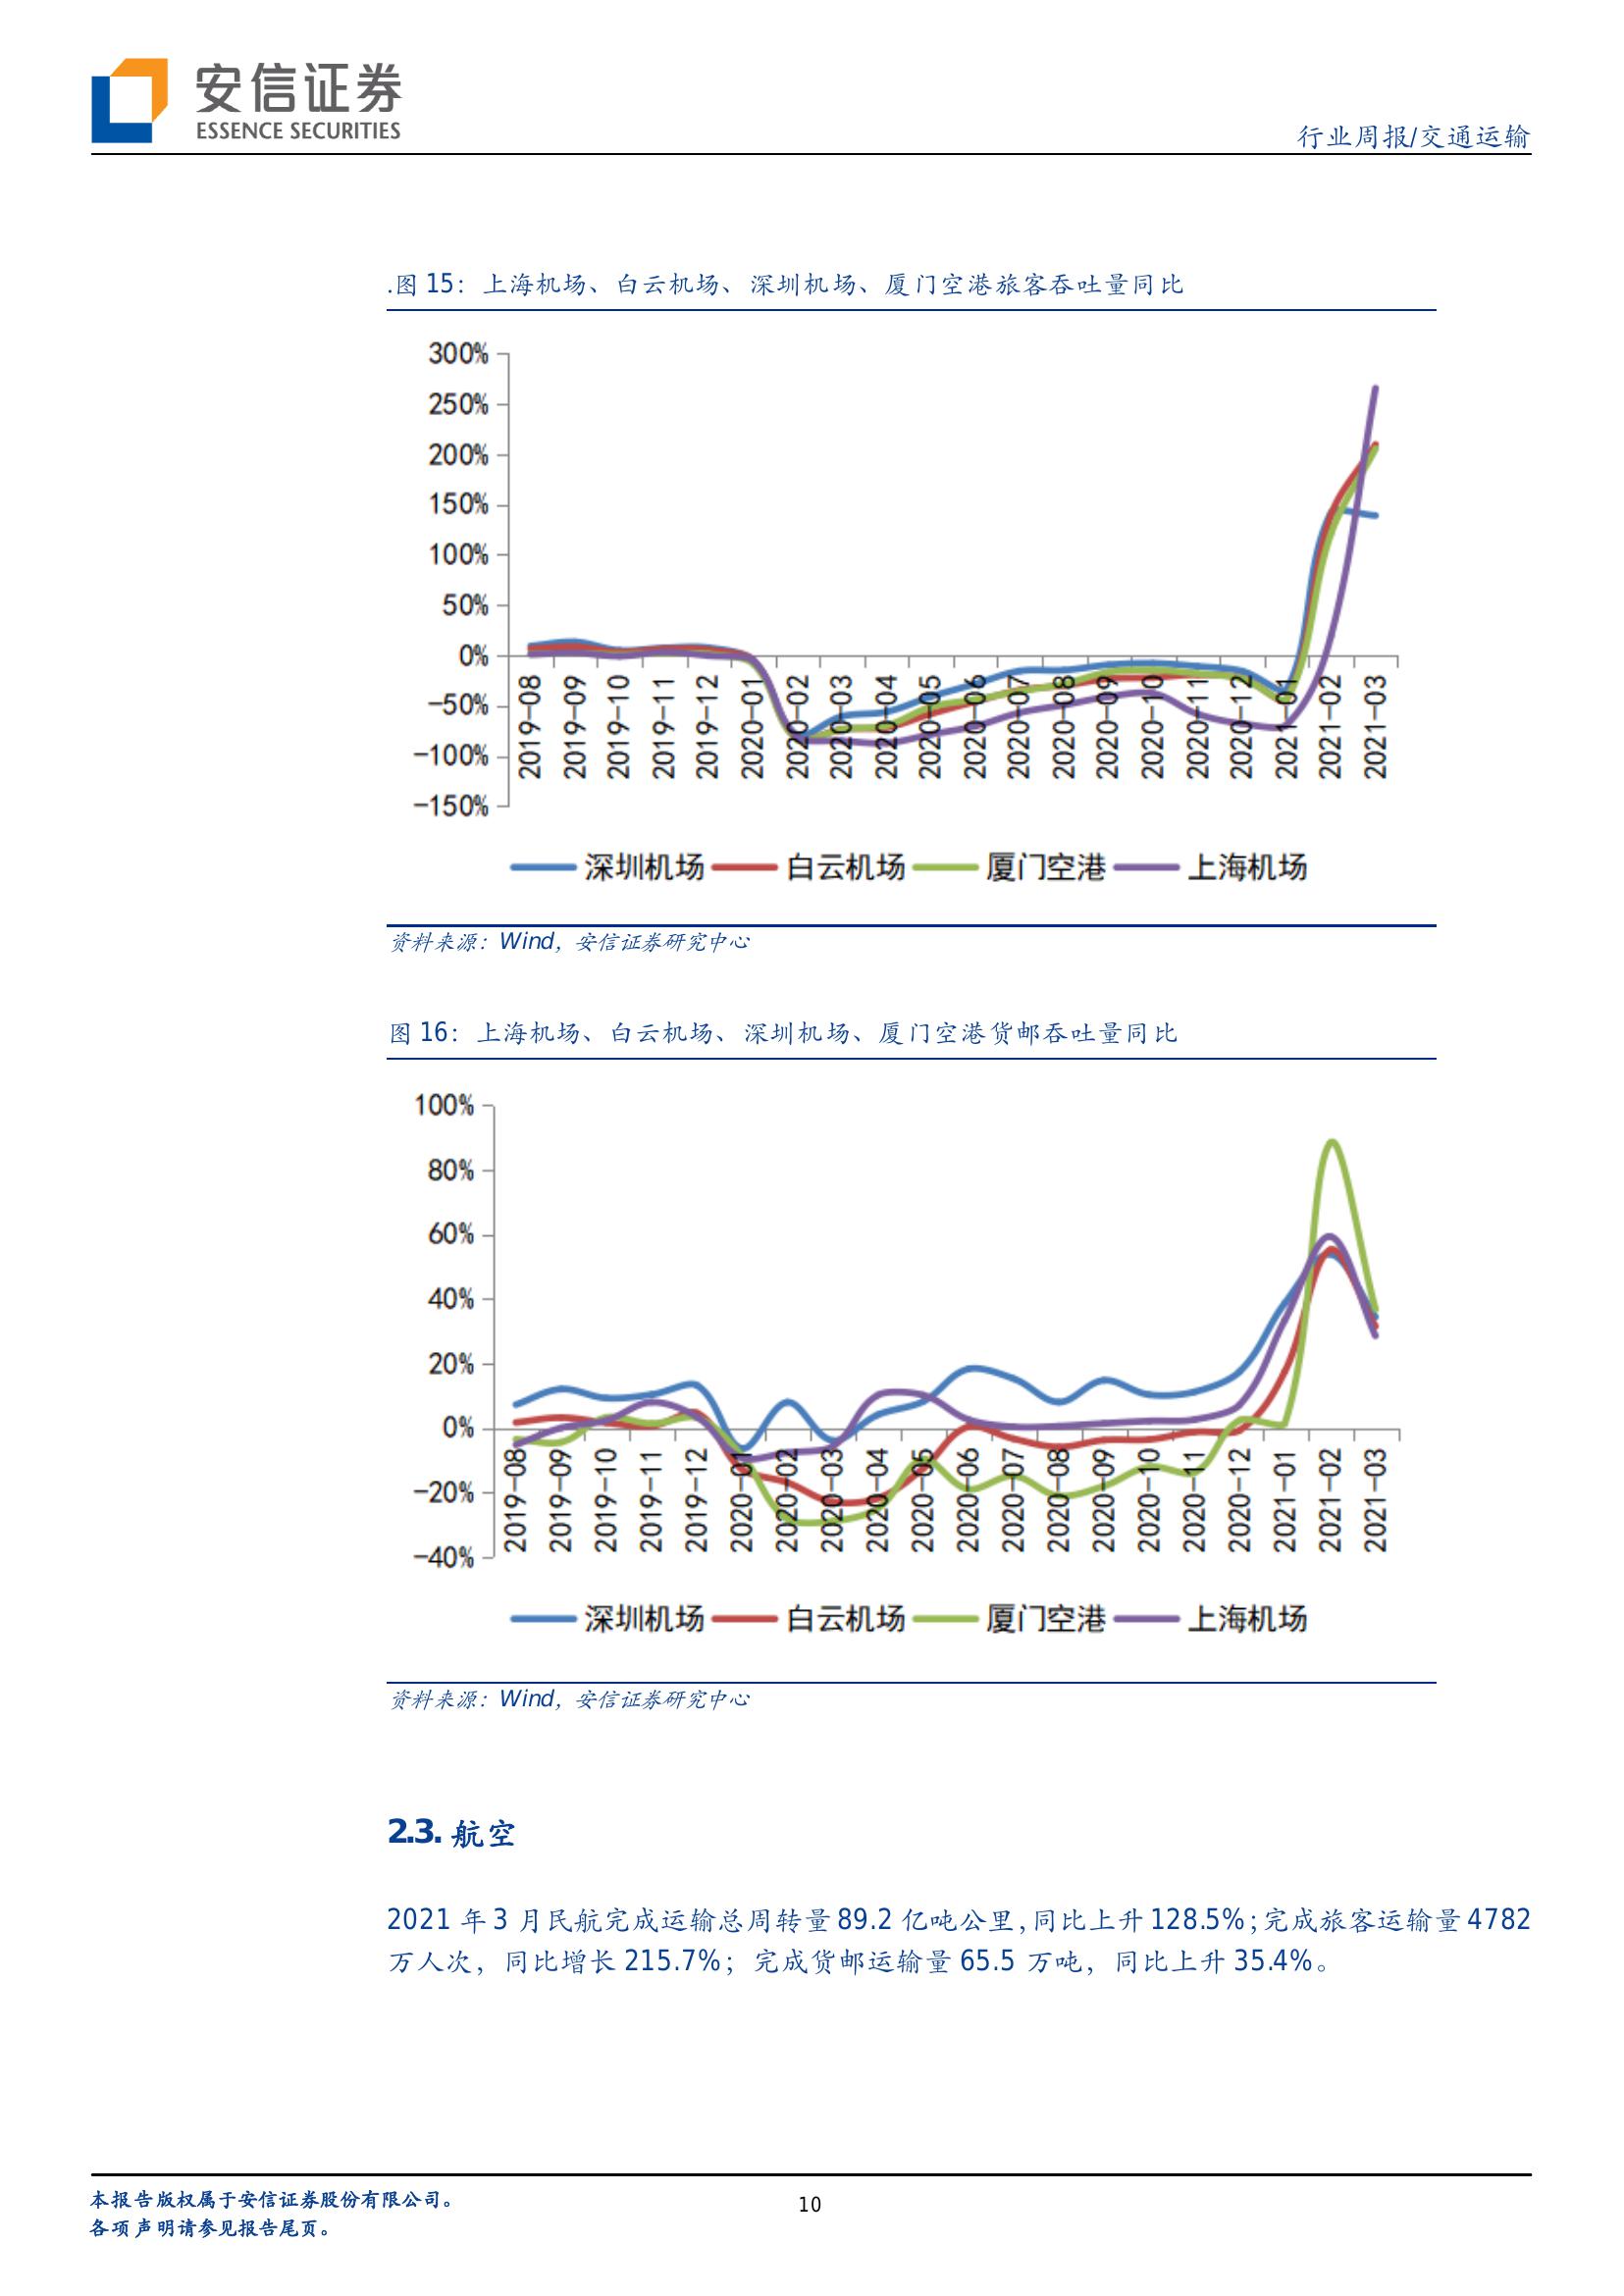 安信证券
ESSENCE SECURITIES
行业周报/交通运输
.图 15：上海机场、白云机场、深圳机场、厦门空港旅客吞吐量同比
300%
250%
200%
150%
100%
50%
0%
-50%
-100%
-150%
2019-08 2019-09 2019-10 2019-11 2019-12 2020-01 2020-02 2020-03 2020-04 2020-05 2020-06 2020-07 2020-08 2020-09 2020-10 2020-11 2020-12 2021-01 2021-02 2021-03
深圳机场 白云机场 厦门空港 上海机场
资料来源：Wind，安信证券研究中心
图 16：上海机场、白云机场、深圳机场、厦门空港货邮吞吐量同比
100%
80%
60%
40%
20%
0%
-20%
-40%
2019-08 2019-09 2019-10 2019-11 2019-12 2020-01 2020-02 2020-03 2020-04 2020-05 2020-06 2020-07 2020-08 2020-09 2020-10 2020-11 2020-12 2021-01 2021-02 2021-03
深圳机场 白云机场 厦门空港 上海机场
资料来源：Wind，安信证券研究中心
2.3. 航空
2021 年 3 月民航完成运输总周转量 89.2 亿吨公里，同比上升 128.5%；完成旅客运输量 4782
万人次，同比增长 215.7%；完成货邮运输量 65.5 万吨，同比上升 35.4%。
本报告版权属于安信证券股份有限公司。
10
各项声明请参见报告尾页。